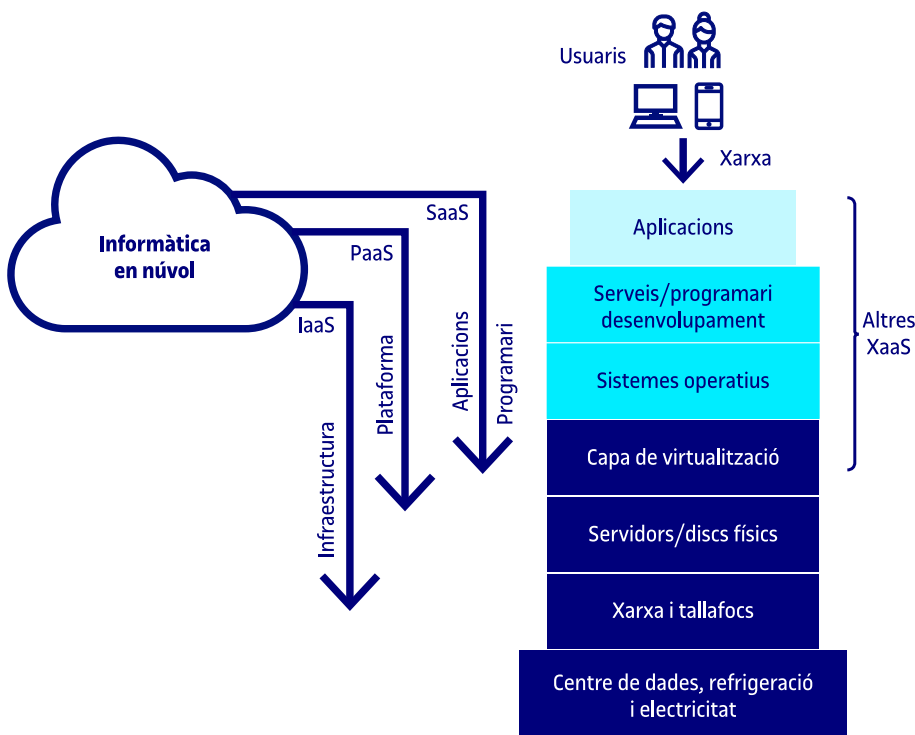 Usuaris
Xarxa
Informàtica
en núvol
SaaS
PaaS
IaaS
Aplicacions
Programari
Plataforma
Infraestructura
Aplicacions
Serveis/programari
desenvolupament
Sistemes operatius
Capa de virtualització
Servidors/discs físics
Xarxa i tallafocs
Centre de dades, refrigeració
i electricitat
Altres
XaaS